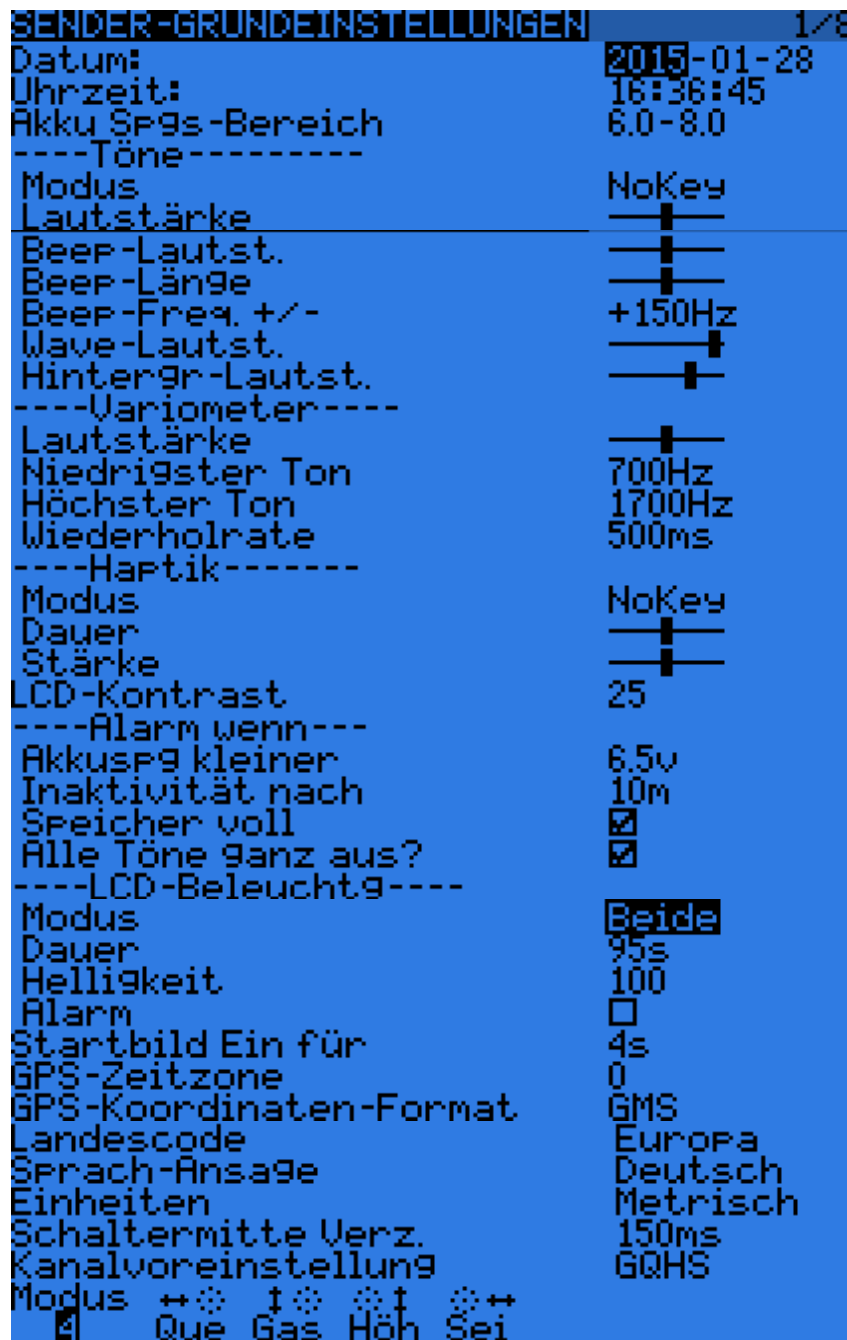 SENDER-GRUNDEINSTELLUNGEN 1/8
Datum: 2015-01-28
Uhrzeit: 16:36:45
Akku Spgs-Bereich 6.0-8.0
----Töne---------
Modus NoKey
Lautstärke
Beep-Lautst.
Beep-Länge
Beep-Freq. +/- +150Hz
Wave-Lautst.
Hintergr-Lautst.
----Variometer----
Lautstärke
Niedrigster Ton 700Hz
Höchster Ton 1700Hz
Wiederholrate 500ms
----Haptik-------
Modus NoKey
Dauer
Stärke
LCD-Kontrast 25
----Alarm wenn---
Akkuspg kleiner 6.5v
Inaktivität nach 10m
Speicher voll
Alle Töne ganz aus?
----LCD-Beleuchtg----
Modus Beide
Dauer 95s
Helligkeit 100
Alarm
Startbild Ein für 4s
GPS-Zeitzone 0
GPS-Koordinaten-Format GMS
Landescode Europa
Sprach-Ansage Deutsch
Einheiten Metrisch
Schaltermitte Verz. 150ms
Kanalvoreinstellung GQHS
Modus
4 Que Gas Höh Sei